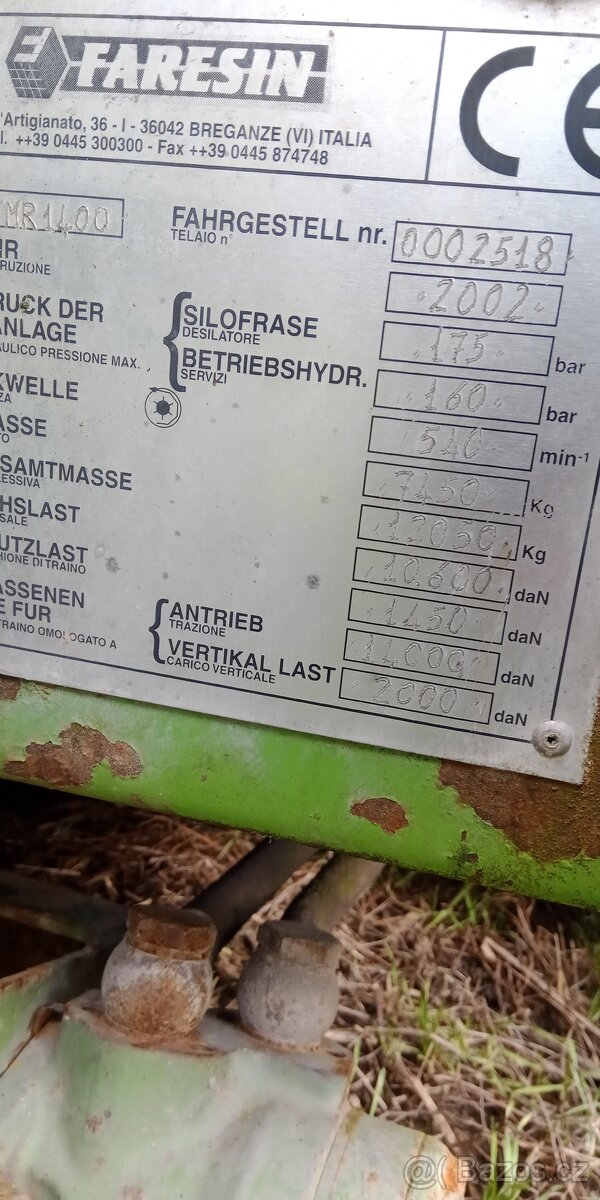 FARESIN
'Artigianato, 36 - I - 36042 BREGANZE (VI) ITALIA
l. ++39 0445 300300 - Fax ++39 0445 874748
CE
MR1400
FAHRGESTELL nr.
TELAIO n°
0002518
HR
RUZIONE
2002
RUCK DER
ANLAGE
AULICO PRESSIONE MAX.
SILOFRASE
DESILATORE
175 bar
BETRIEBSHYDR.
SERVIZI
160 bar
KWELLE
ZA
540 min-1
ASSE
TO
7450 Kg
SAMTMASSE
ESSIVA
12050 Kg
HSLAST
SALE
10600 daN
UTZLAST
HIONE DI TRAINO
1450 daN
ASSENEN
E FUR
TRAINO OMOLOGATO A
ANTRIEB
TRAZIONE
14000 daN
VERTIKAL LAST
CARICO VERTICALE
2000 daN
Bazos.cz